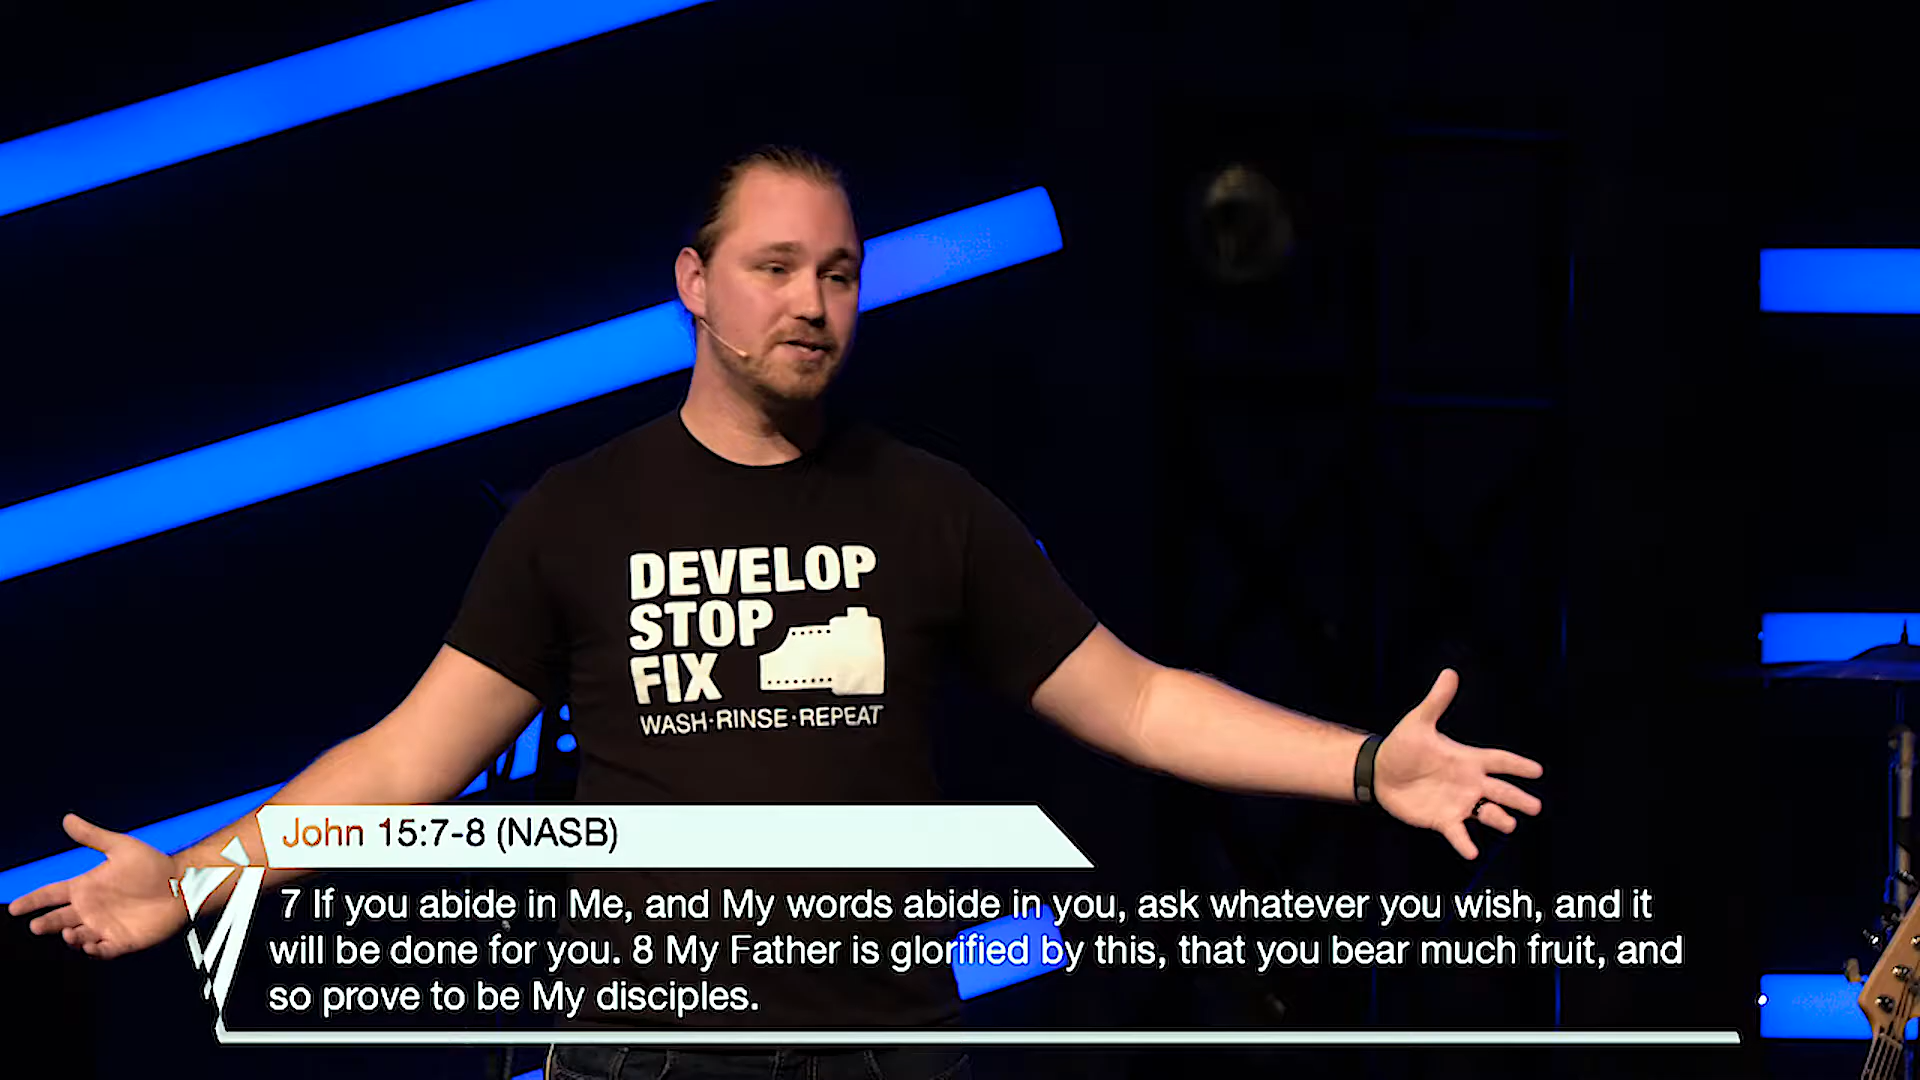 DEVELOP
STOP
FIX
WASH·RINSE·REPEAT
John 15:7-8 (NASB)
7 If you abide in Me, and My words abide in you, ask whatever you wish, and it
will be done for you. 8 My Father is glorified by this, that you bear much fruit, and
so prove to be My disciples.